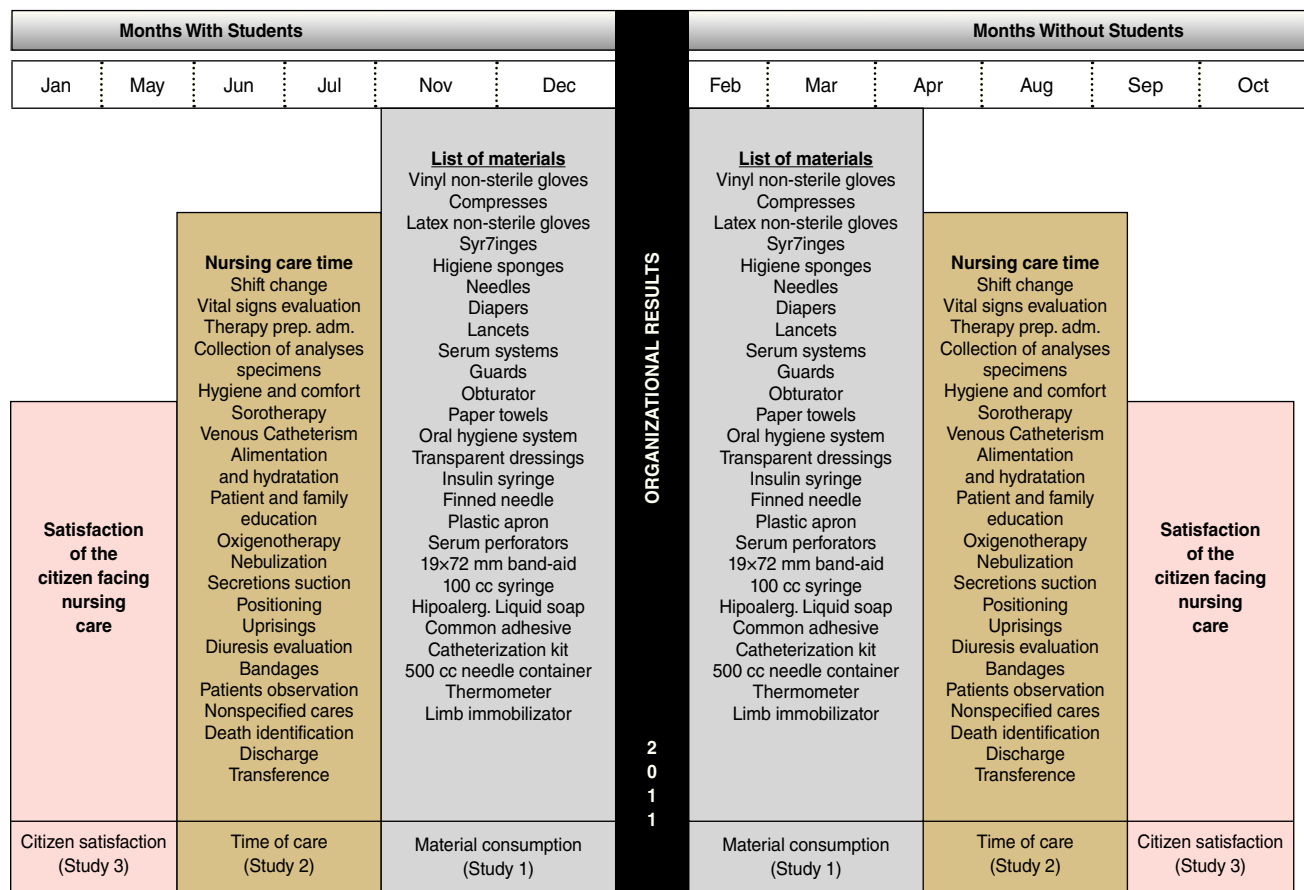 Months With Students
Jan May Jun Jul Nov Dec
Satisfaction
of the
citizen facing
nursing
care
Citizen satisfaction
(Study 3)
Nursing care time
Shift change
Vital signs evaluation
Therapy prep. adm.
Collection of analyses
specimens
Hygiene and comfort
Sorotherapy
Venous Catheterism
Alimentation
and hydratation
Patient and family
education
Oxigenotherapy
Nebulization
Secretions suction
Positioning
Uprisings
Diuresis evaluation
Bandages
Patients observation
Nonspecified cares
Death identification
Discharge
Transference
Time of care
(Study 2)
List of materials
Vinyl non-sterile gloves
Compresses
Latex non-sterile gloves
Syr7inges
Higiene sponges
Needles
Diapers
Lancets
Serum systems
Guards
Obturator
Paper towels
Oral hygiene system
Transparent dressings
Insulin syringe
Finned needle
Plastic apron
Serum perforators
19×72 mm band-aid
100 cc syringe
Hipoalerg. Liquid soap
Common adhesive
Catheterization kit
500 cc needle container
Thermometer
Limb immobilizator
Material consumption
(Study 1)
ORGANIZATIONAL RESULTS
2
0
1
1
Months Without Students
Feb Mar Apr Aug Sep Oct
List of materials
Vinyl non-sterile gloves
Compresses
Latex non-sterile gloves
Syr7inges
Higiene sponges
Needles
Diapers
Lancets
Serum systems
Guards
Obturator
Paper towels
Oral hygiene system
Transparent dressings
Insulin syringe
Finned needle
Plastic apron
Serum perforators
19×72 mm band-aid
100 cc syringe
Hipoalerg. Liquid soap
Common adhesive
Catheterization kit
500 cc needle container
Thermometer
Limb immobilizator
Material consumption
(Study 1)
Nursing care time
Shift change
Vital signs evaluation
Therapy prep. adm.
Collection of analyses
specimens
Hygiene and comfort
Sorotherapy
Venous Catheterism
Alimentation
and hydratation
Patient and family
education
Oxigenotherapy
Nebulization
Secretions suction
Positioning
Uprisings
Diuresis evaluation
Bandages
Patients observation
Nonspecified cares
Death identification
Discharge
Transference
Time of care
(Study 2)
Satisfaction
of the
citizen facing
nursing
care
Citizen satisfaction
(Study 3)